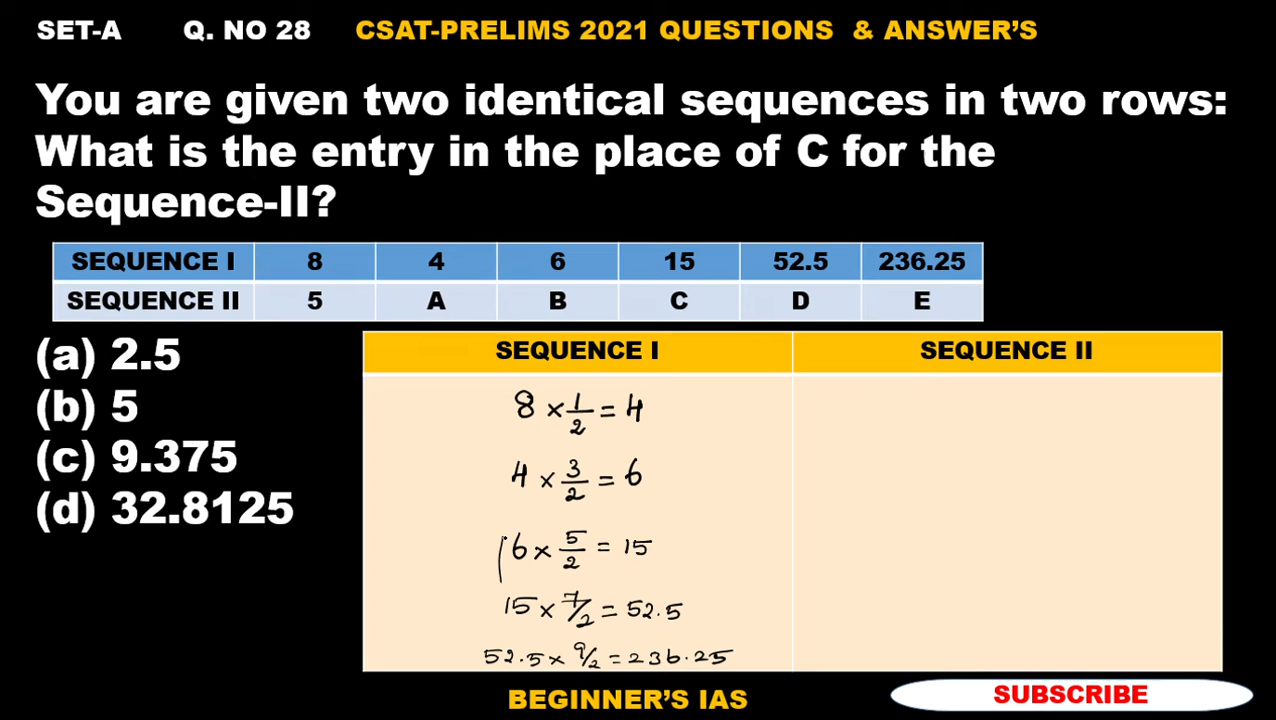 SET-A Q. NO 28 CSAT-PRELIMS 2021 QUESTIONS & ANSWER'S
You are given two identical sequences in two rows:
What is the entry in the place of C for the
Sequence-II?
SEQUENCE I 8 4 6 15 52.5 236.25
SEQUENCE II 5 A B C D E
(a) 2.5
(b) 5
(c) 9.375
(d) 32.8125
SEQUENCE I SEQUENCE II
8 × 1/2 = 4
4 × 3/2 = 6
6 × 5/2 = 15
15 × 7/2 = 52.5
52.5 × 9/2 = 236.25
BEGINNER'S IAS
SUBSCRIBE